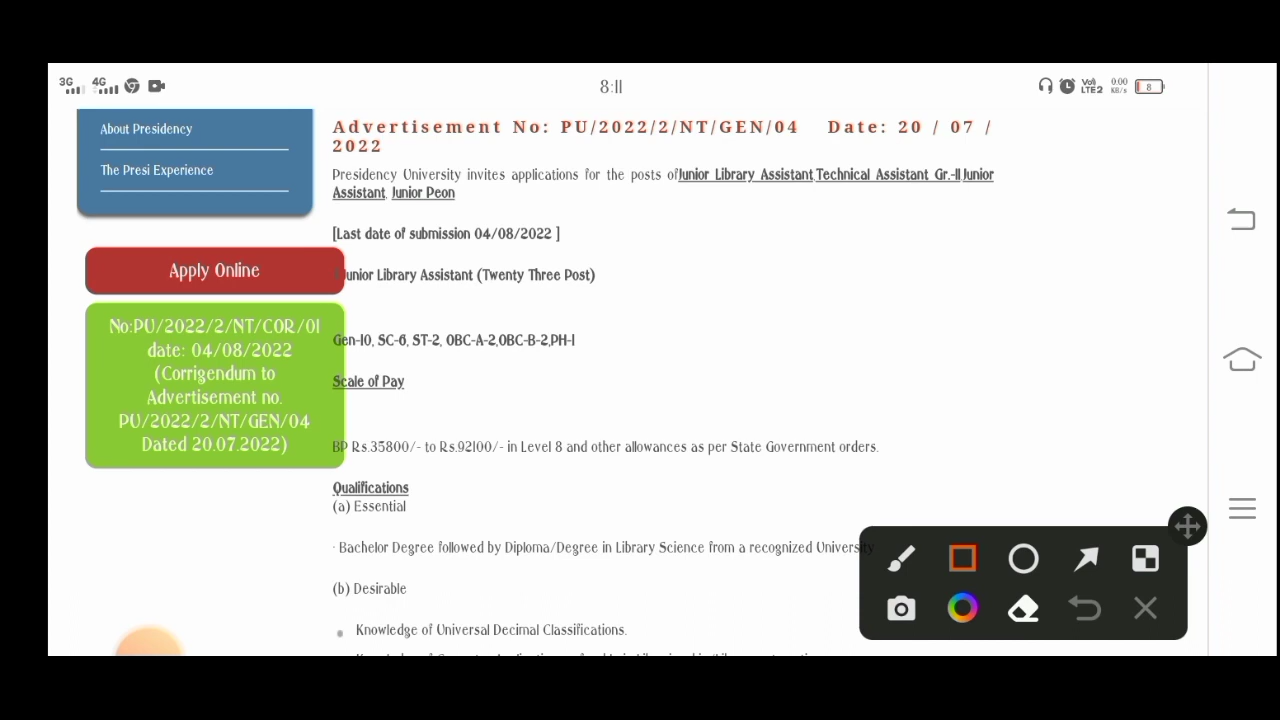 3G 4G 8:11 VoLTE2 0.00 KB/s 8
About Presidency
The Presi Experience
Apply Online
No:PU/2022/2/NT/COR/01
date: 04/08/2022
(Corrigendum to
Advertisement no.
PU/2022/2/NT/GEN/04
Dated 20.07.2022)
Advertisement No: PU/2022/2/NT/GEN/04 Date: 20 / 07 /
2022
Presidency University invites applications for the posts of Junior Library Assistant,Technical Assistant Gr.-II,Junior
Assistant, Junior Peon
[Last date of submission 04/08/2022 ]
Junior Library Assistant (Twenty Three Post)
Gen-10, SC-6, ST-2, OBC-A-2,OBC-B-2,PH-1
Scale of Pay
BP Rs.35800/- to Rs.92100/- in Level 8 and other allowances as per State Government orders.
Qualifications
(a) Essential
· Bachelor Degree followed by Diploma/Degree in Library Science from a recognized University
(b) Desirable
Knowledge of Universal Decimal Classifications.